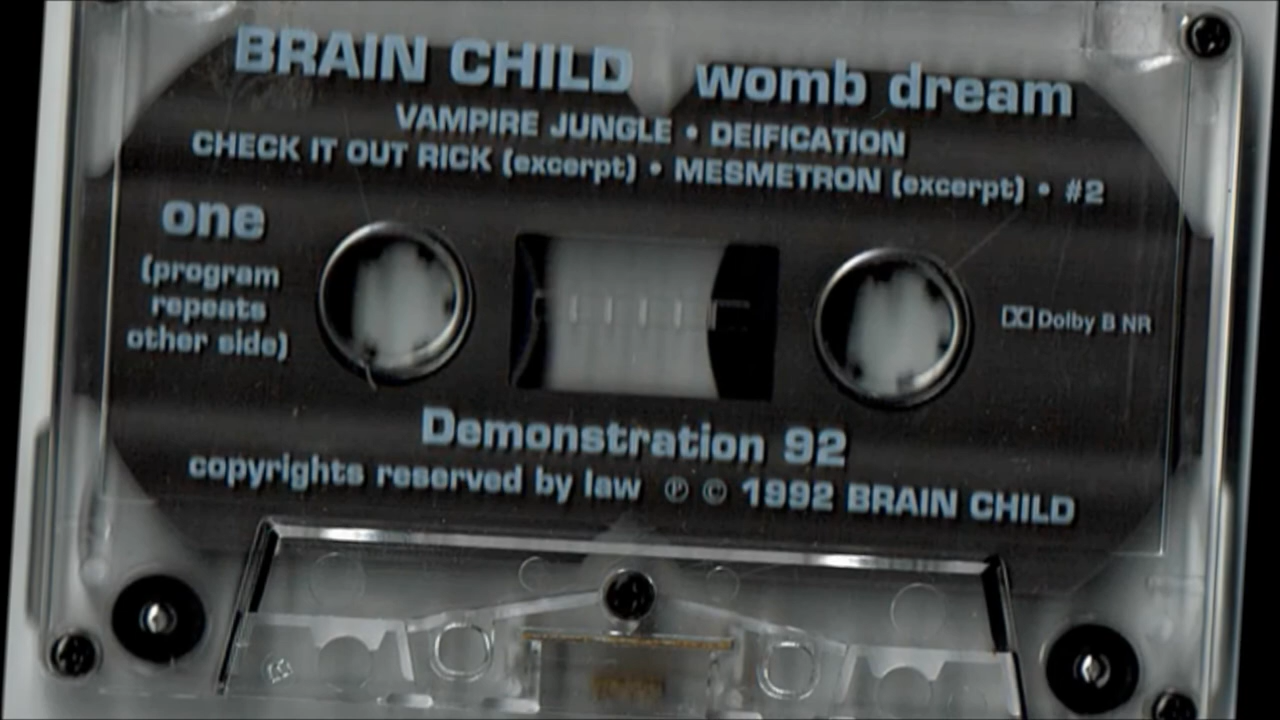 BRAIN CHILD womb dream
VAMPIRE JUNGLE • DEIFICATION
CHECK IT OUT RICK (excerpt) • MESMETRON (excerpt) • #2
one
(program
repeats
other side)
Dolby B NR
Demonstration 92
copyrights reserved by law ℗ © 1992 BRAIN CHILD